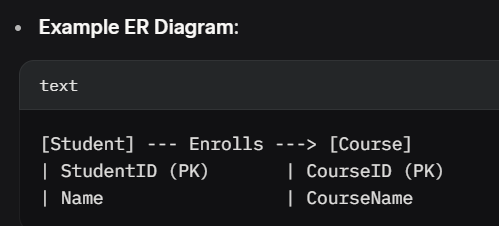 Example ER Diagram:
text
[Student] --- Enrolls ---> [Course]
| StudentID (PK)        | CourseID (PK)
| Name                  | CourseName